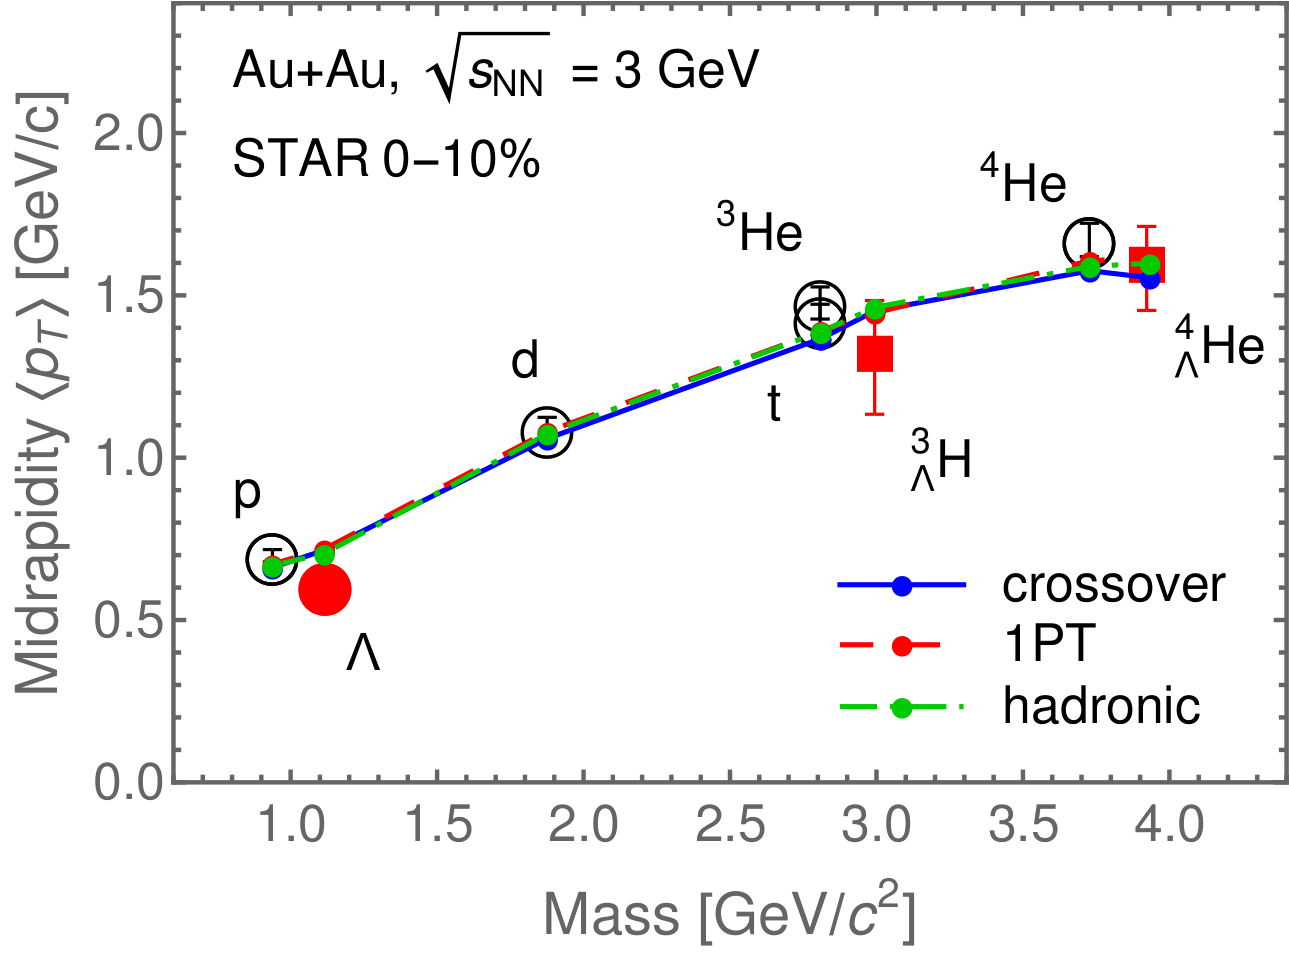 Au+Au, √sNN = 3 GeV
STAR 0–10%
Midrapidity ⟨pT⟩ [GeV/c]
2.0
1.5
1.0
0.5
0.0
4He
3He
4ΛHe
d
t
3ΛH
p
Λ
crossover
1PT
hadronic
1.0 1.5 2.0 2.5 3.0 3.5 4.0
Mass [GeV/c²]